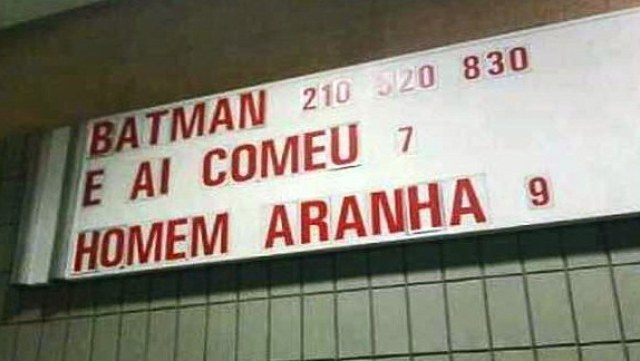 BATMAN 210 520 830
E AI COMEU 7
HOMEM ARANHA 9